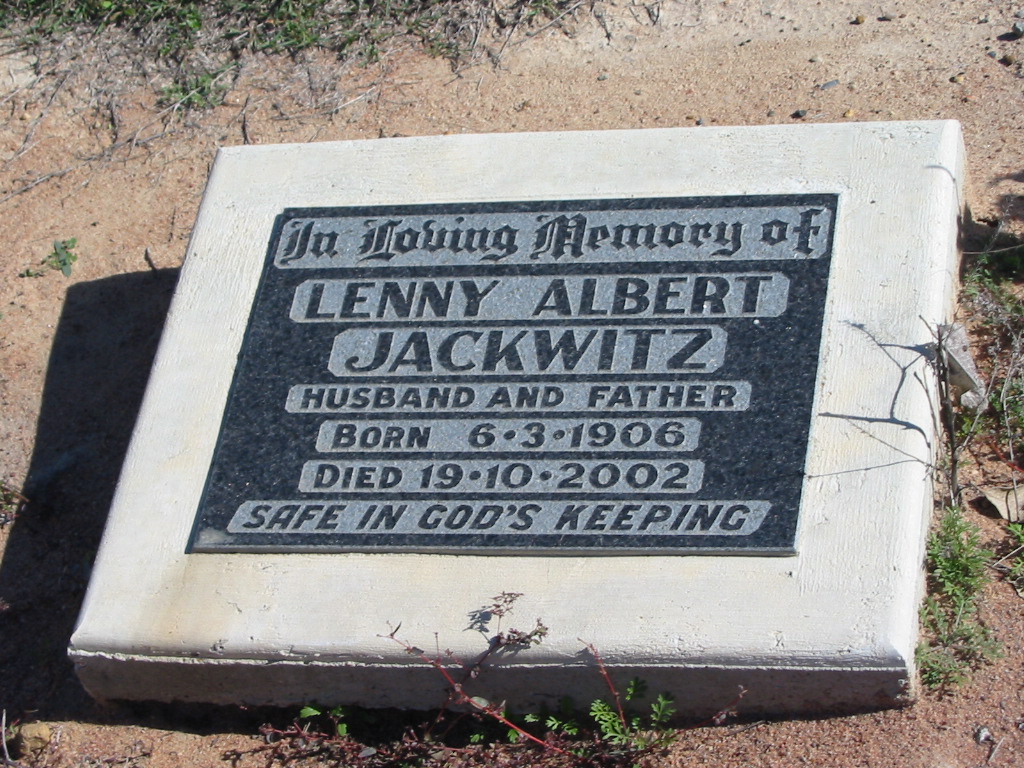 In Loving Memory of
LENNY ALBERT
JACKWITZ
HUSBAND AND FATHER
BORN 6·3·1906
DIED 19·10·2002
SAFE IN GOD'S KEEPING